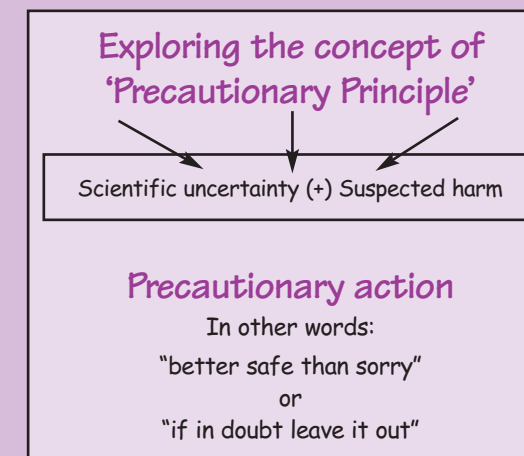 Exploring the concept of
‘Precautionary Principle’
Scientific uncertainty (+) Suspected harm
Precautionary action
In other words:
“better safe than sorry”
or
“if in doubt leave it out”